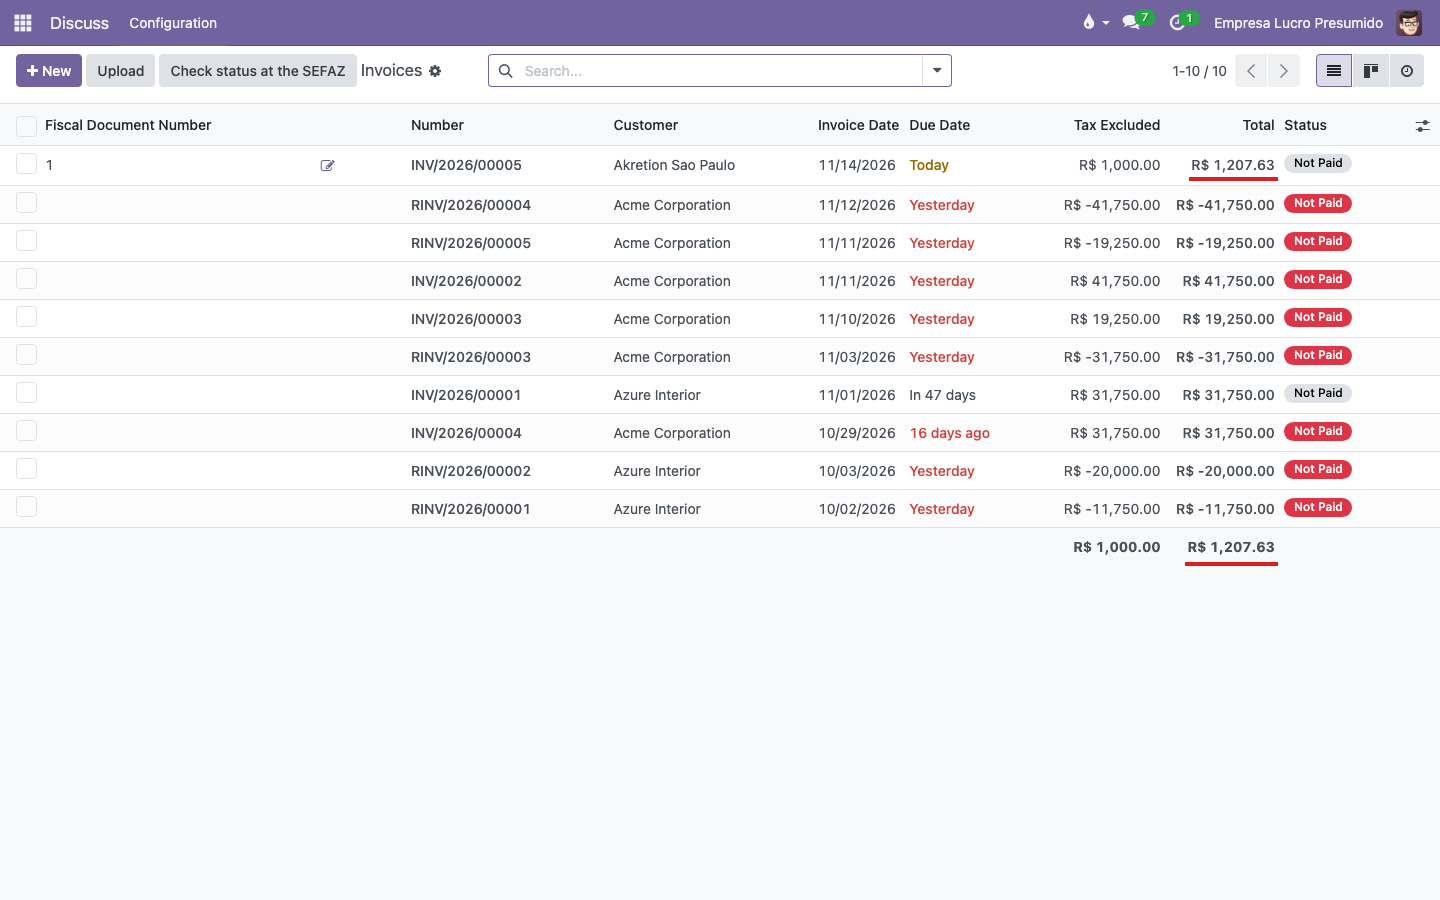 Discuss Configuration 7 1 Empresa Lucro Presumido
New Upload Check status at the SEFAZ Invoices Search... 1-10 / 10
Fiscal Document Number Number Customer Invoice Date Due Date Tax Excluded Total Status
1 INV/2026/00005 Akretion Sao Paulo 11/14/2026 Today R$ 1,000.00 R$ 1,207.63 Not Paid
RINV/2026/00004 Acme Corporation 11/12/2026 Yesterday R$ -41,750.00 R$ -41,750.00 Not Paid
RINV/2026/00005 Acme Corporation 11/11/2026 Yesterday R$ -19,250.00 R$ -19,250.00 Not Paid
INV/2026/00002 Acme Corporation 11/11/2026 Yesterday R$ 41,750.00 R$ 41,750.00 Not Paid
INV/2026/00003 Acme Corporation 11/10/2026 Yesterday R$ 19,250.00 R$ 19,250.00 Not Paid
RINV/2026/00003 Acme Corporation 11/03/2026 Yesterday R$ -31,750.00 R$ -31,750.00 Not Paid
INV/2026/00001 Azure Interior 11/01/2026 In 47 days R$ 31,750.00 R$ 31,750.00 Not Paid
INV/2026/00004 Acme Corporation 10/29/2026 16 days ago R$ 31,750.00 R$ 31,750.00 Not Paid
RINV/2026/00002 Azure Interior 10/03/2026 Yesterday R$ -20,000.00 R$ -20,000.00 Not Paid
RINV/2026/00001 Azure Interior 10/02/2026 Yesterday R$ -11,750.00 R$ -11,750.00 Not Paid
R$ 1,000.00 R$ 1,207.63